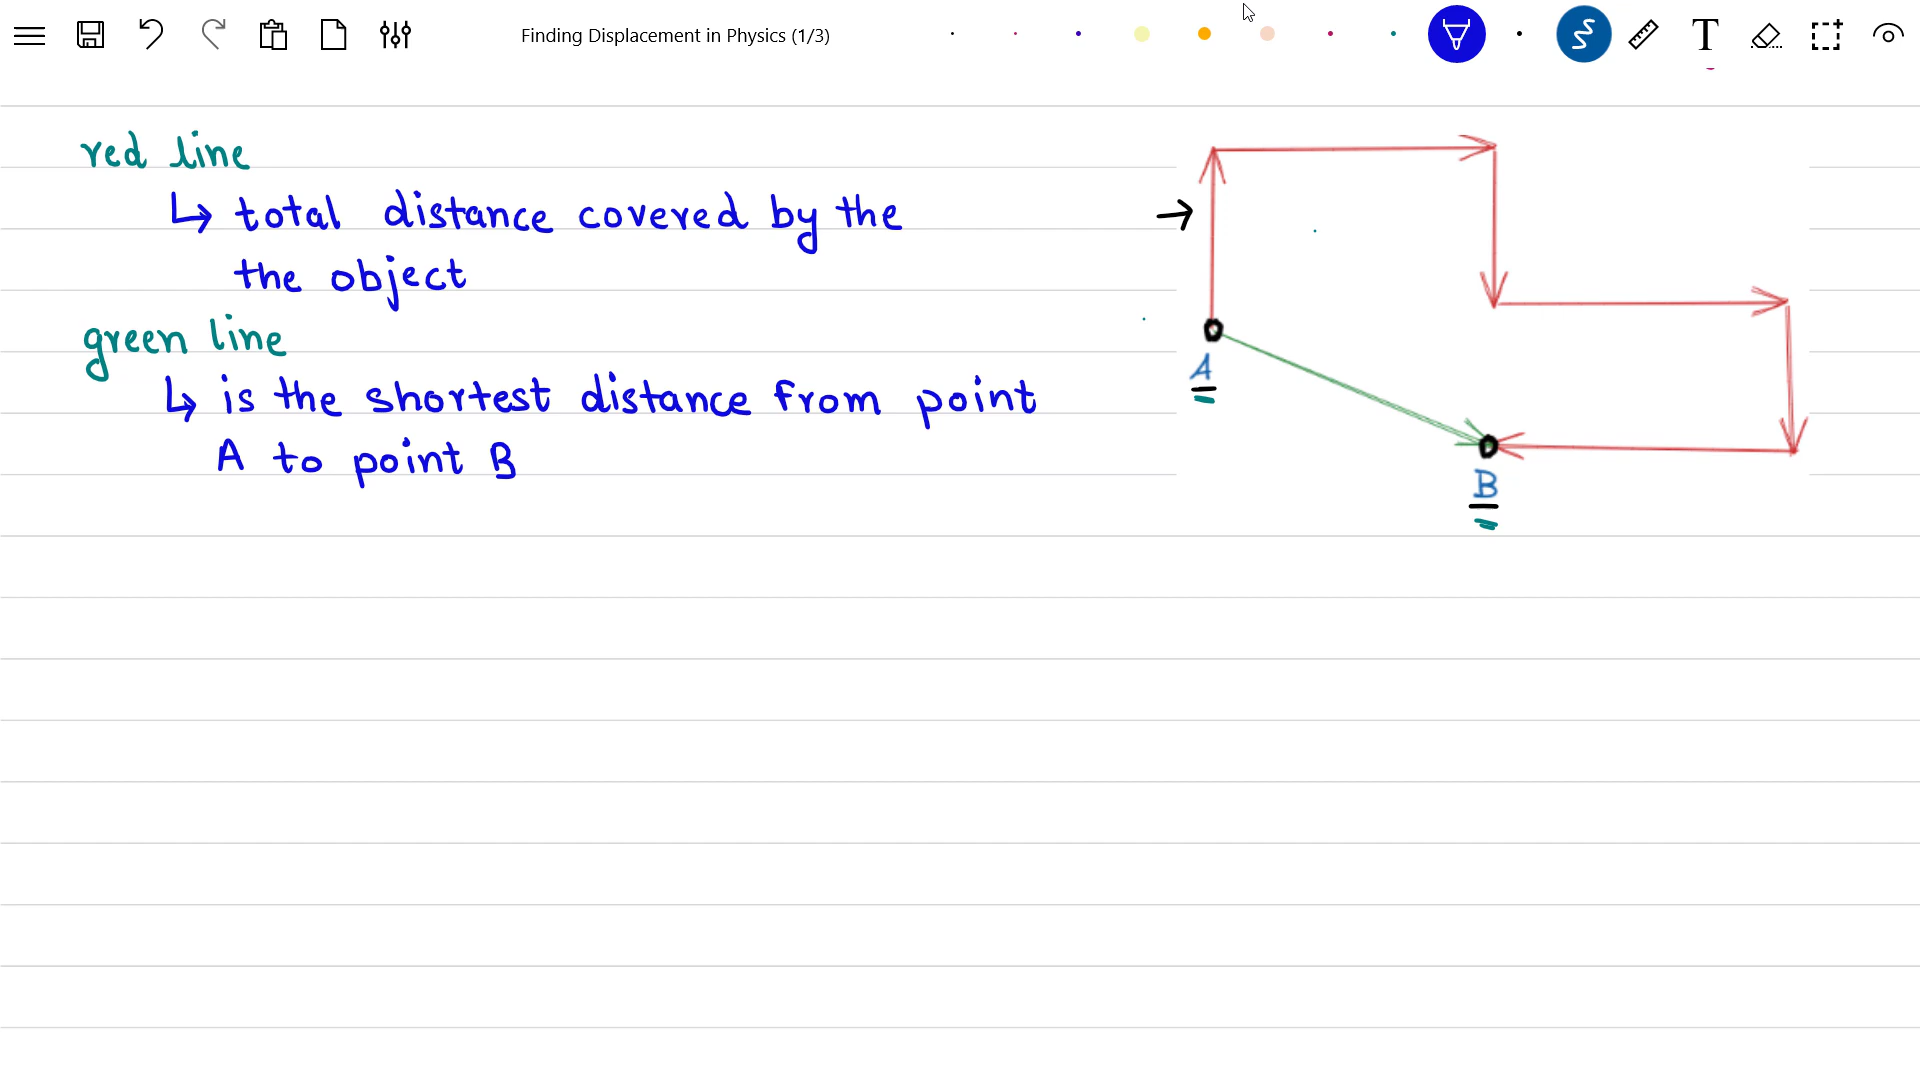 Finding Displacement in Physics (1/3)
T
red line
↳ total distance covered by the
the object
green line
↳ is the shortest distance from point
A to point B
A
B